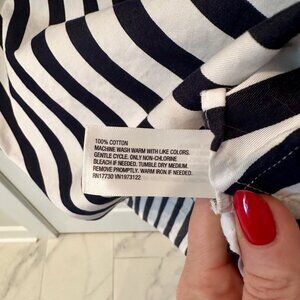 100% COTTON
MACHINE WASH WARM WITH LIKE COLORS.
GENTLE CYCLE. ONLY NON-CHLORINE
BLEACH IF NEEDED. TUMBLE DRY MEDIUM.
REMOVE PROMPTLY. WARM IRON IF NEEDED.
RN17730 VN1973122